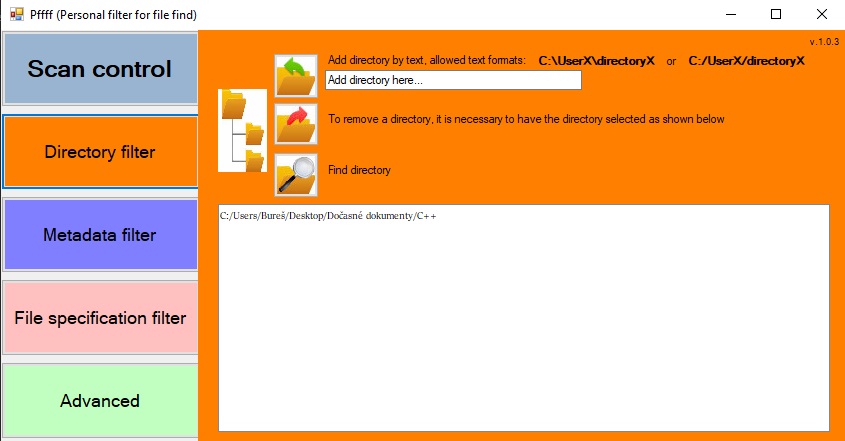 Pffff (Personal filter for file find)
v.1.0.3
Scan control
Directory filter
Metadata filter
File specification filter
Advanced
Add directory by text, allowed text formats: C:\UserX\directoryX or C:/UserX/directoryX
Add directory here...
To remove a directory, it is necessary to have the directory selected as shown below
Find directory
C:/Users/Bureš/Desktop/Dočasné dokumenty/C++